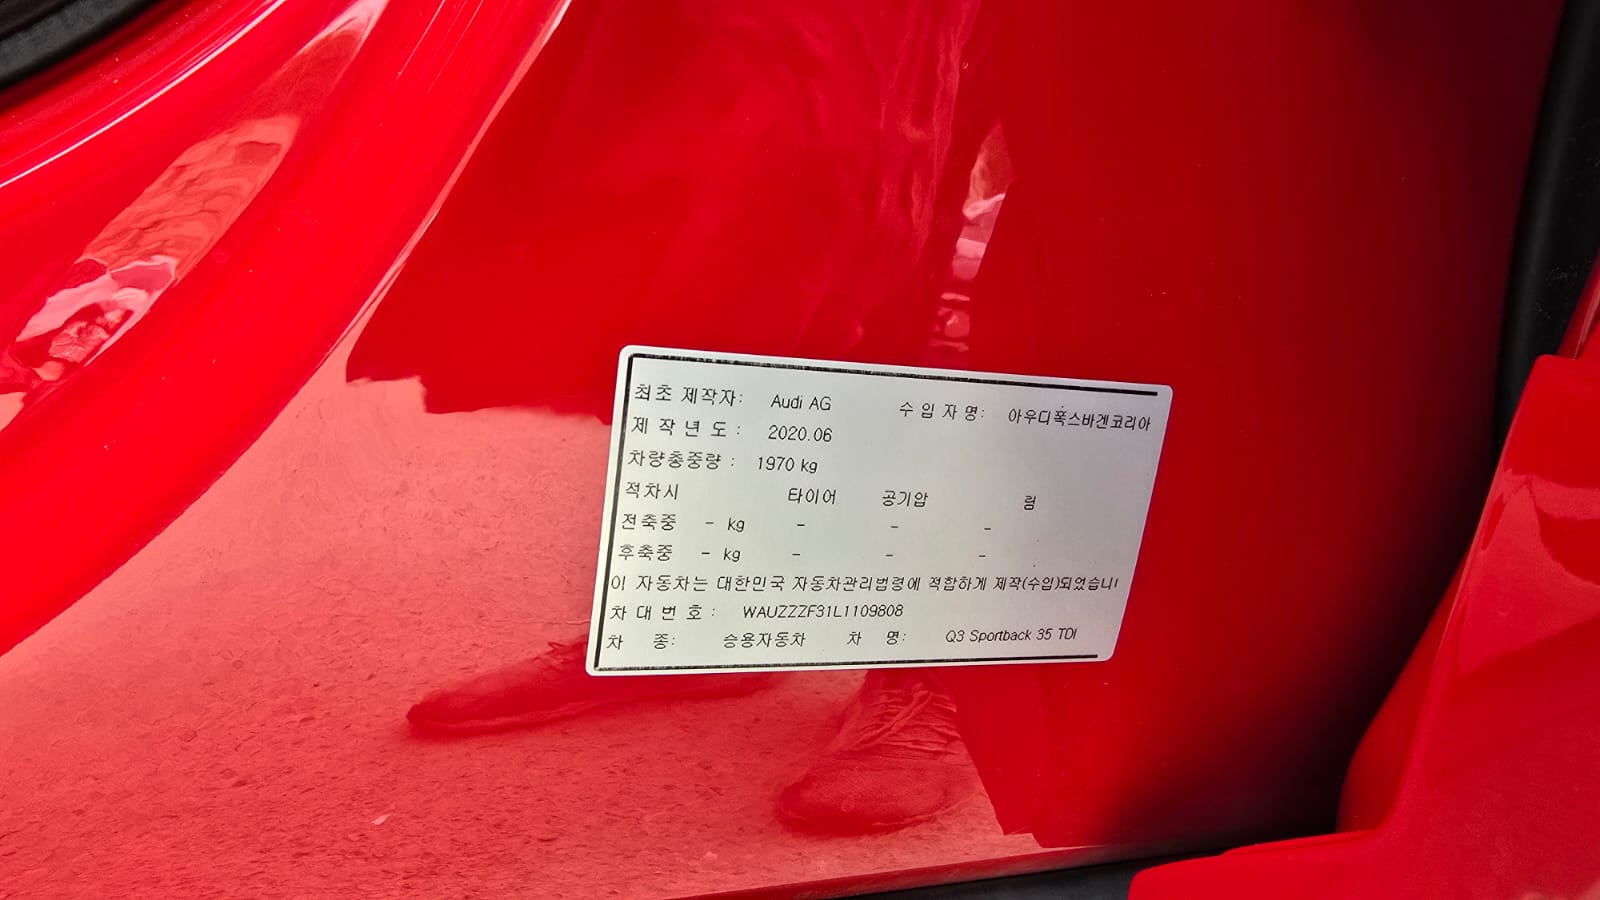 최초 제작자: Audi AG 수 입 자 명: 아우디폭스바겐코리아
제 작 년 도 : 2020.06
차량총중량 : 1970 kg
적차시 타이어 공기압 림
전축중 - kg - - -
후축중 - kg - - -
이 자동차는 대한민국 자동차관리법령에 적합하게 제작(수입)되었습니
차 대 번 호 : WAUZZZF31L1109808
차 종: 승용자동차 차 명: Q3 Sportback 35 TDI